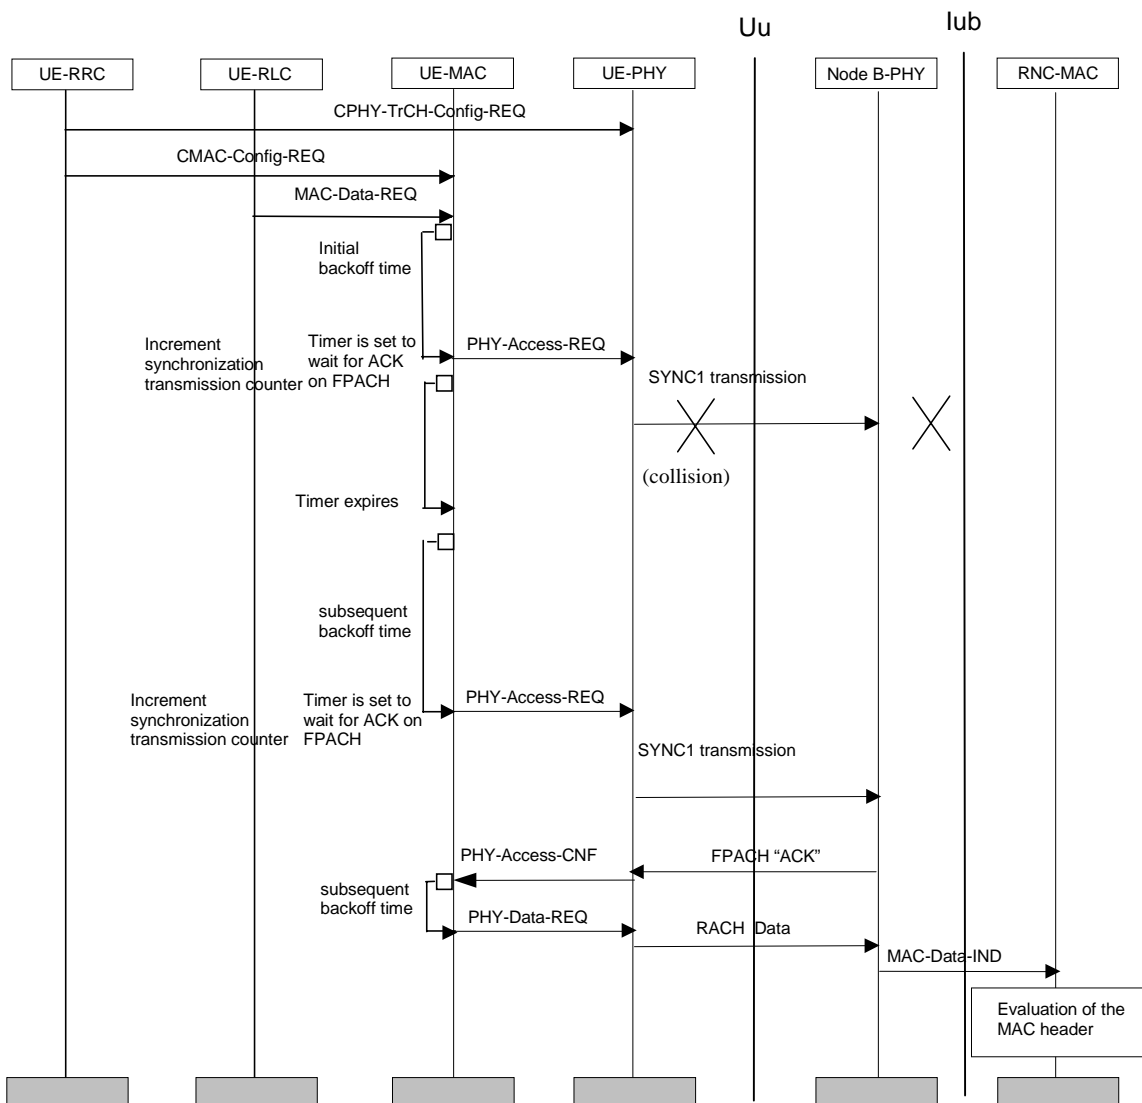 Uu
Iub
UE-RRC
UE-RLC
UE-MAC
UE-PHY
Node B-PHY
RNC-MAC
CPHY-TrCH-Config-REQ
CMAC-Config-REQ
MAC-Data-REQ
Initial
backoff time
Increment
synchronization
transmission counter
Timer is set to
wait for ACK
on FPACH
PHY-Access-REQ
SYNC1 transmission
(collision)
Timer expires
subsequent
backoff time
Increment
synchronization
transmission counter
Timer is set to
wait for ACK on
FPACH
PHY-Access-REQ
SYNC1 transmission
PHY-Access-CNF
FPACH “ACK”
subsequent
backoff time
PHY-Data-REQ
RACH Data
MAC-Data-IND
Evaluation of the
MAC header